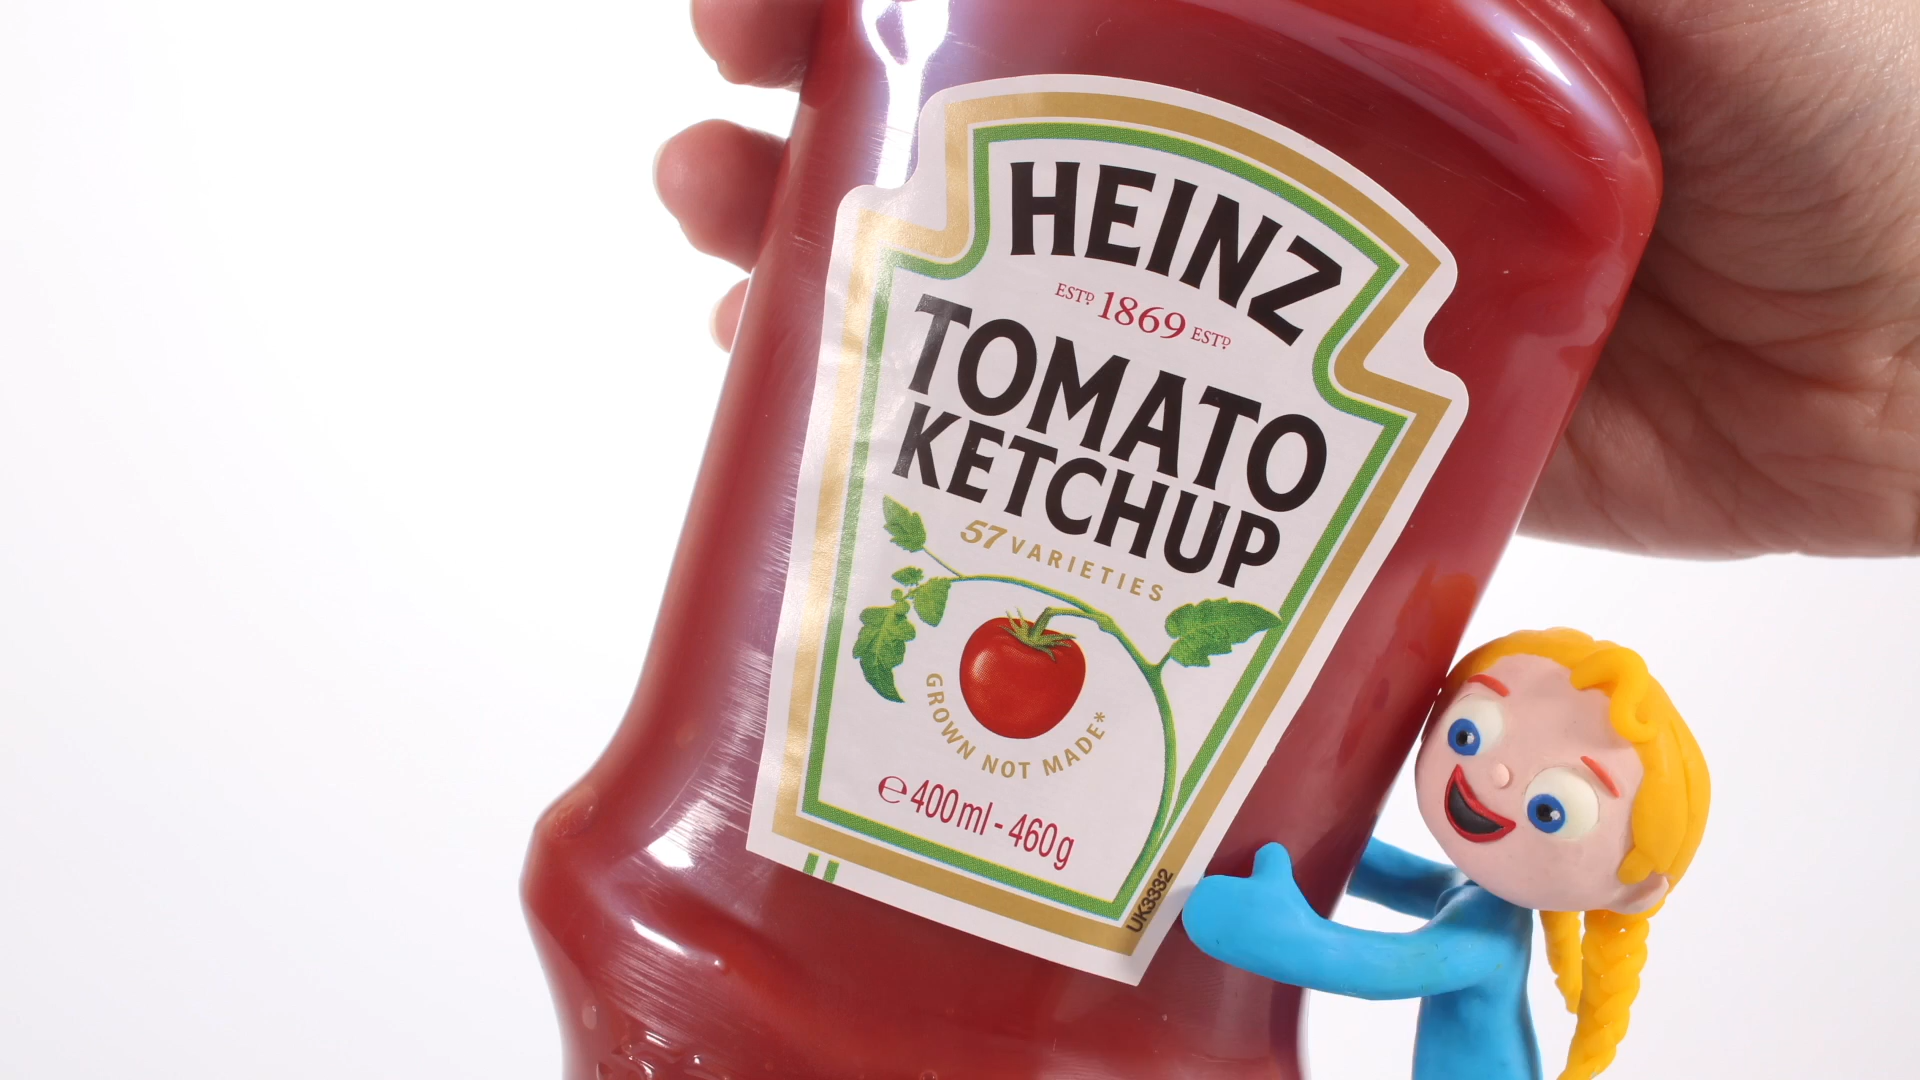 HEINZ
ESTD 1869 ESTD
TOMATO
KETCHUP
57 VARIETIES
GROWN NOT MADE*
℮ 400ml - 460g
UK3332